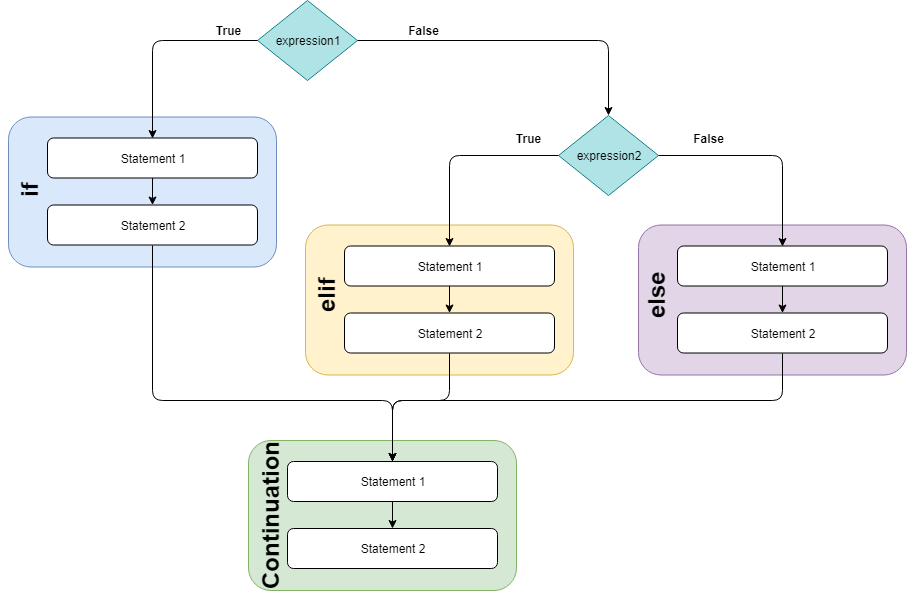 True
expression1
False
True
expression2
False
if
Statement 1
Statement 2
elif
Statement 1
Statement 2
else
Statement 1
Statement 2
Continuation
Statement 1
Statement 2